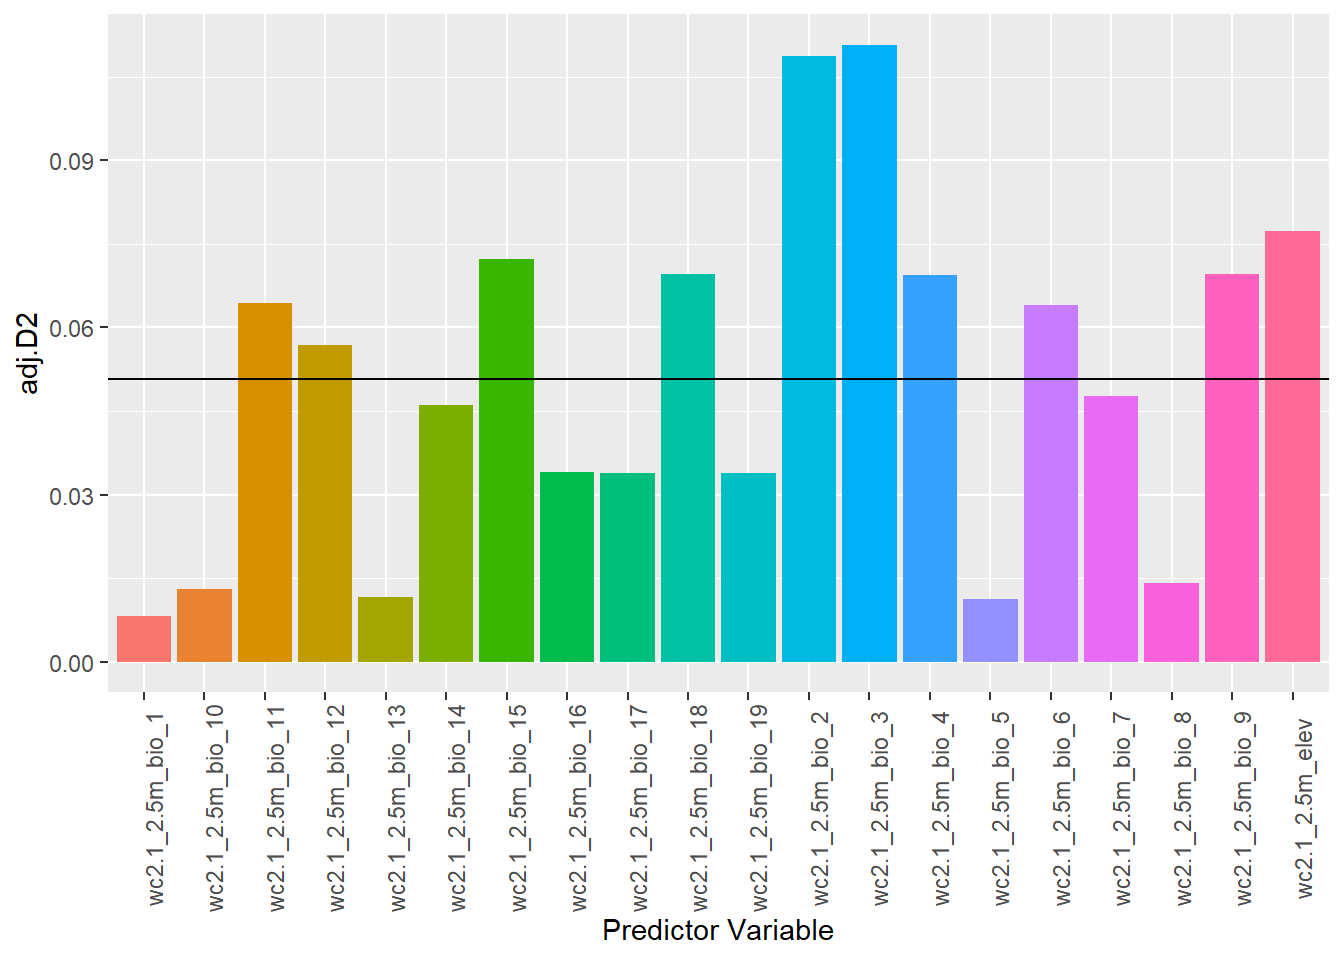 adj.D2
0.09
0.06
0.03
0.00
wc2.1_2.5m_bio_1
wc2.1_2.5m_bio_10
wc2.1_2.5m_bio_11
wc2.1_2.5m_bio_12
wc2.1_2.5m_bio_13
wc2.1_2.5m_bio_14
wc2.1_2.5m_bio_15
wc2.1_2.5m_bio_16
wc2.1_2.5m_bio_17
wc2.1_2.5m_bio_18
wc2.1_2.5m_bio_19
wc2.1_2.5m_bio_2
wc2.1_2.5m_bio_3
wc2.1_2.5m_bio_4
wc2.1_2.5m_bio_5
wc2.1_2.5m_bio_6
wc2.1_2.5m_bio_7
wc2.1_2.5m_bio_8
wc2.1_2.5m_bio_9
wc2.1_2.5m_elev
Predictor Variable